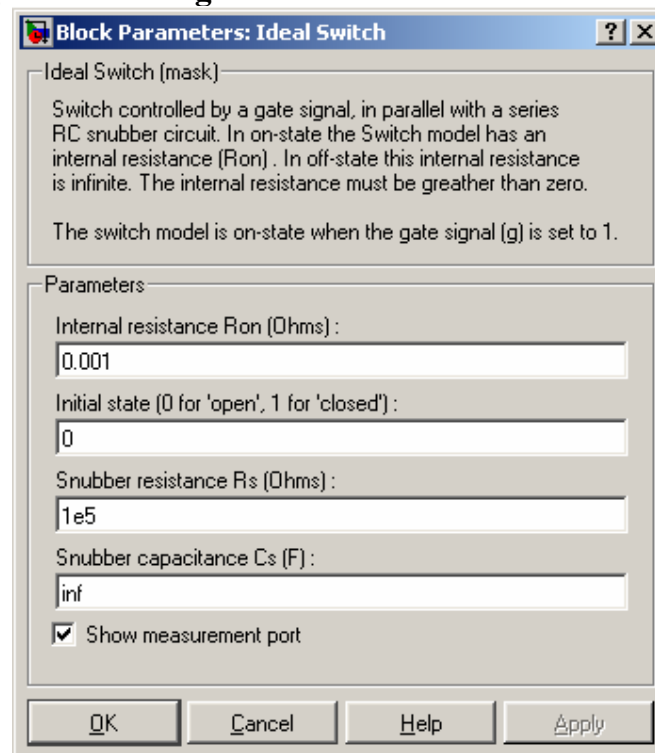 Block Parameters: Ideal Switch
Ideal Switch (mask)
Switch controlled by a gate signal, in parallel with a series
RC snubber circuit. In on-state the Switch model has an
internal resistance (Ron) . In off-state this internal resistance
is infinite. The internal resistance must be greather than zero.
The switch model is on-state when the gate signal (g) is set to 1.
Parameters
Internal resistance Ron (Ohms) :
0.001
Initial state (0 for 'open', 1 for 'closed') :
0
Snubber resistance Rs (Ohms) :
1e5
Snubber capacitance Cs (F) :
inf
Show measurement port
OK Cancel Help Apply